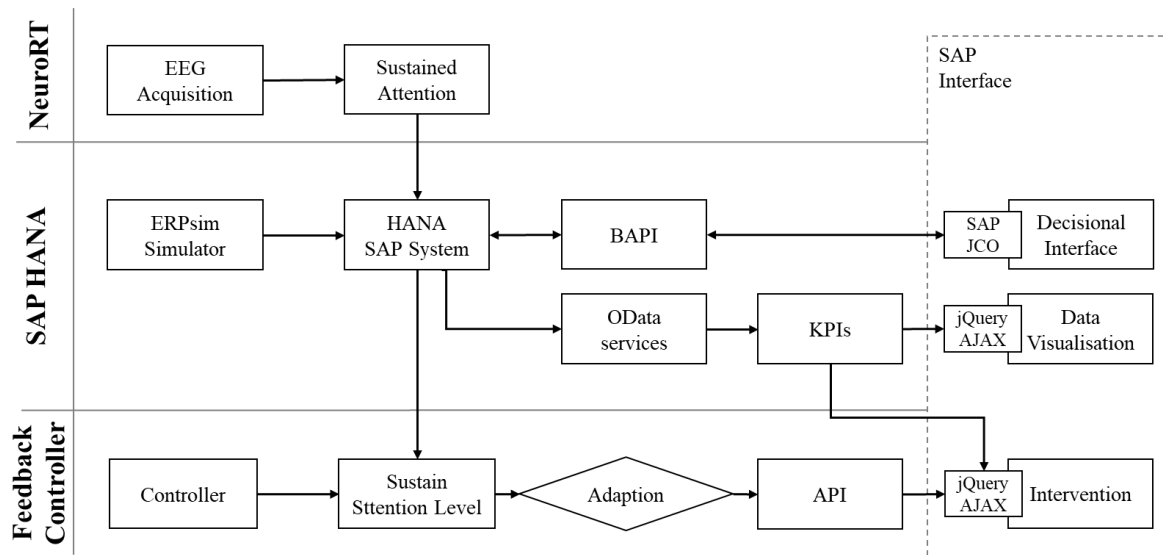 NeuroRT
EEG
Acquisition
Sustained
Attention
SAP
Interface
SAP HANA
ERPsim
Simulator
HANA
SAP System
BAPI
SAP
JCO
Decisional
Interface
OData
services
KPIs
jQuery
AJAX
Data
Visualisation
Feedback
Controller
Controller
Sustain
Sttention Level
Adaption
API
jQuery
AJAX
Intervention